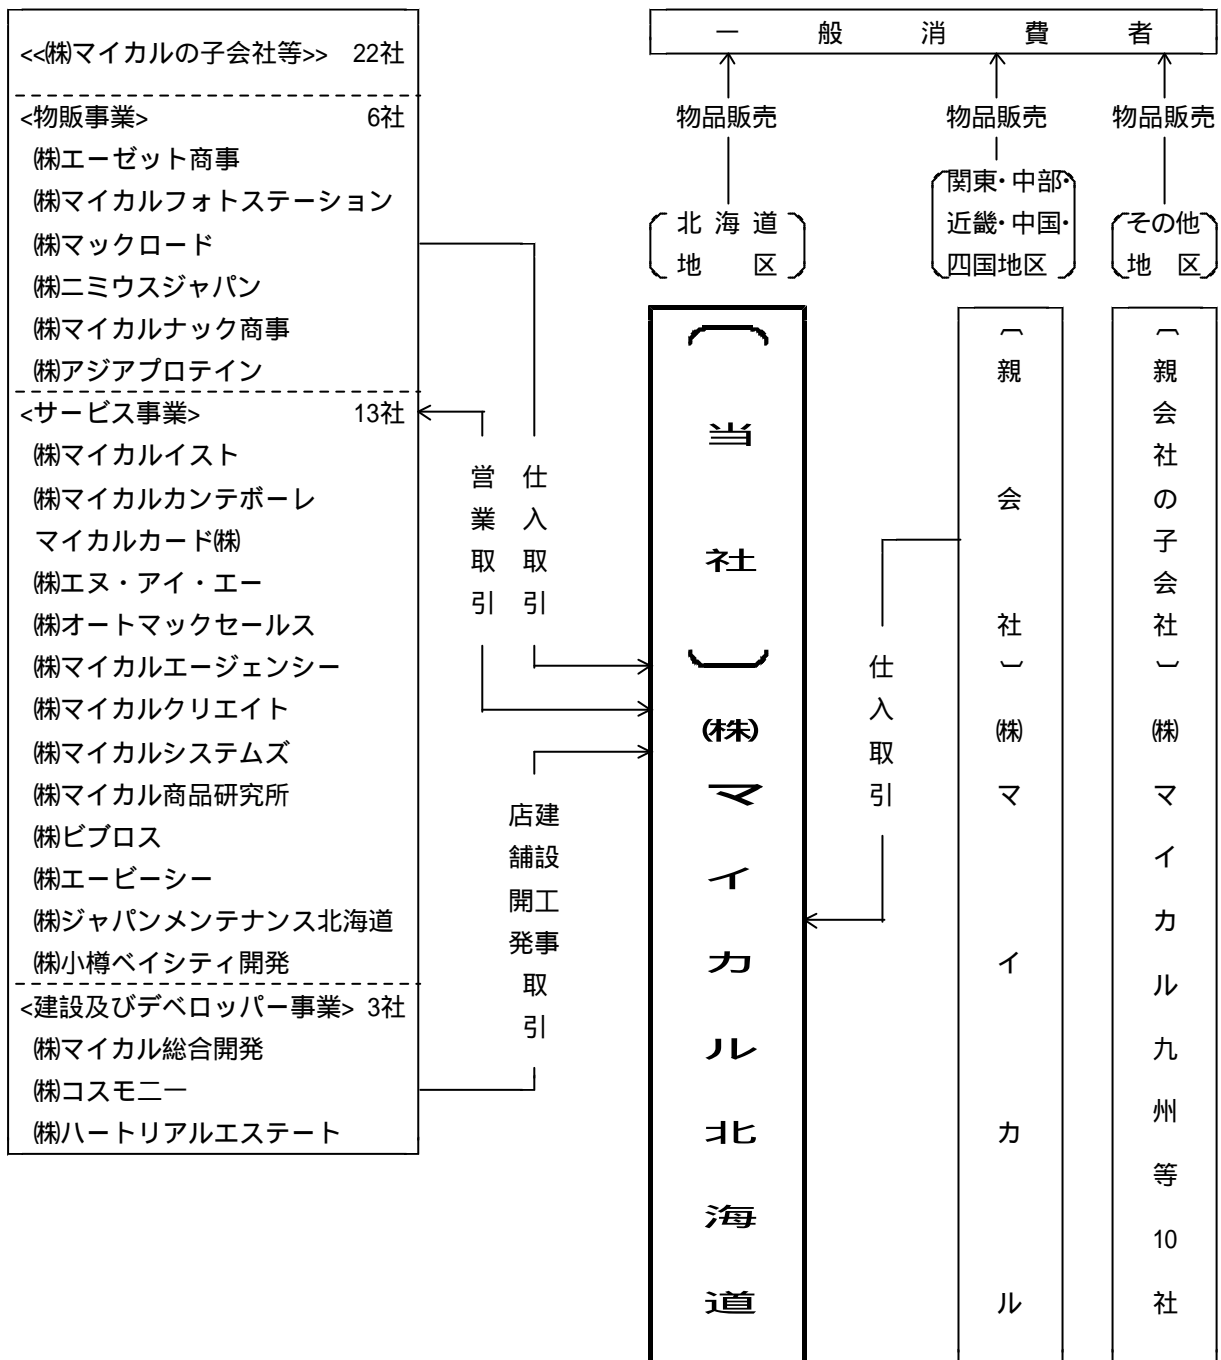 <<㈱マイカルの子会社等>> 22社
<物販事業> 6社
㈱エーゼット商事
㈱マイカルフォトステーション
㈱マックロード
㈱ニミウスジャパン
㈱マイカルナック商事
㈱アジアプロテイン
<サービス事業> 13社
㈱マイカルイスト
㈱マイカルカンテボーレ
マイカルカード㈱
㈱エヌ・アイ・エー
㈱オートマックセールス
㈱マイカルエージェンシー
㈱マイカルクリエイト
㈱マイカルシステムズ
㈱マイカル商品研究所
㈱ビブロス
㈱エービーシー
㈱ジャパンメンテナンス北海道
㈱小樽ベイシティ開発
<建設及びデベロッパー事業> 3社
㈱マイカル総合開発
㈱コスモ二一
㈱ハートリアルエステート
営業取引
仕入取引
建設工事
店舗開発
取引
一般消費者
物品販売
物品販売
物品販売
北海道
地区
関東・中部・
近畿・中国・
四国地区
その他
地区
〔当社〕㈱マイカル北海道
仕入取引
〔親会社〕㈱マイカル
〔親会社の子会社〕㈱マイカル九州等10社